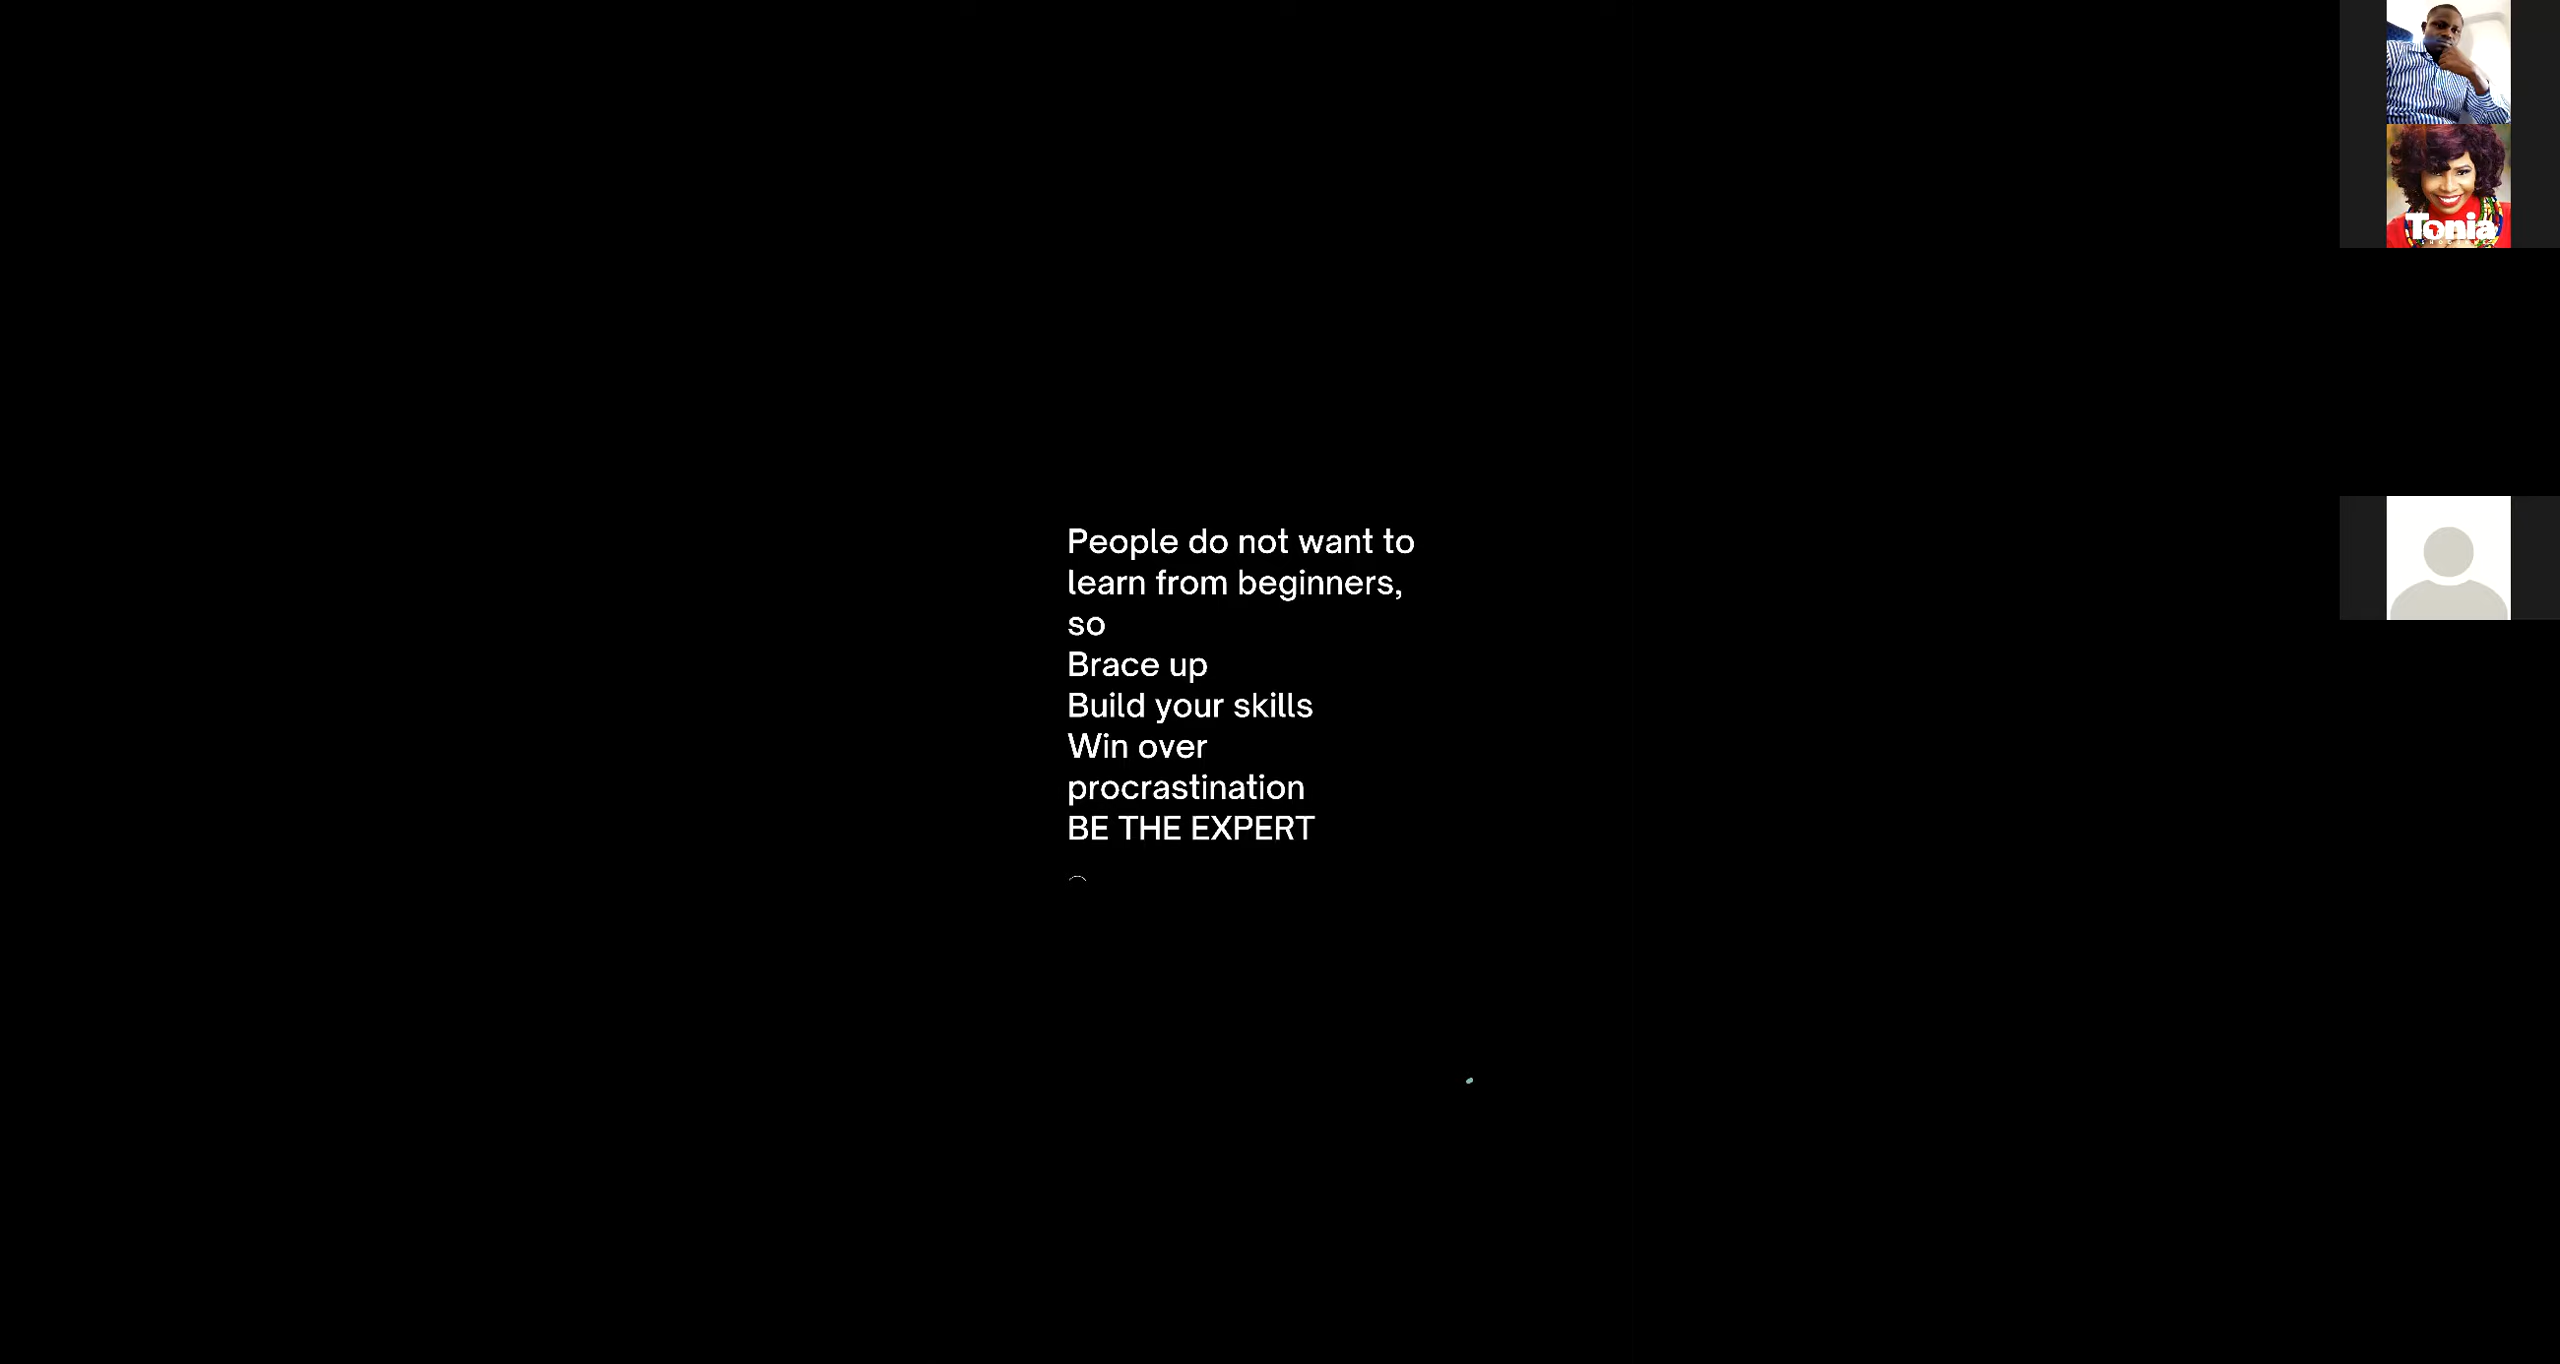 People do not want to
learn from beginners,
so
Brace up
Build your skills
Win over
procrastination
BE THE EXPERT
Tonia